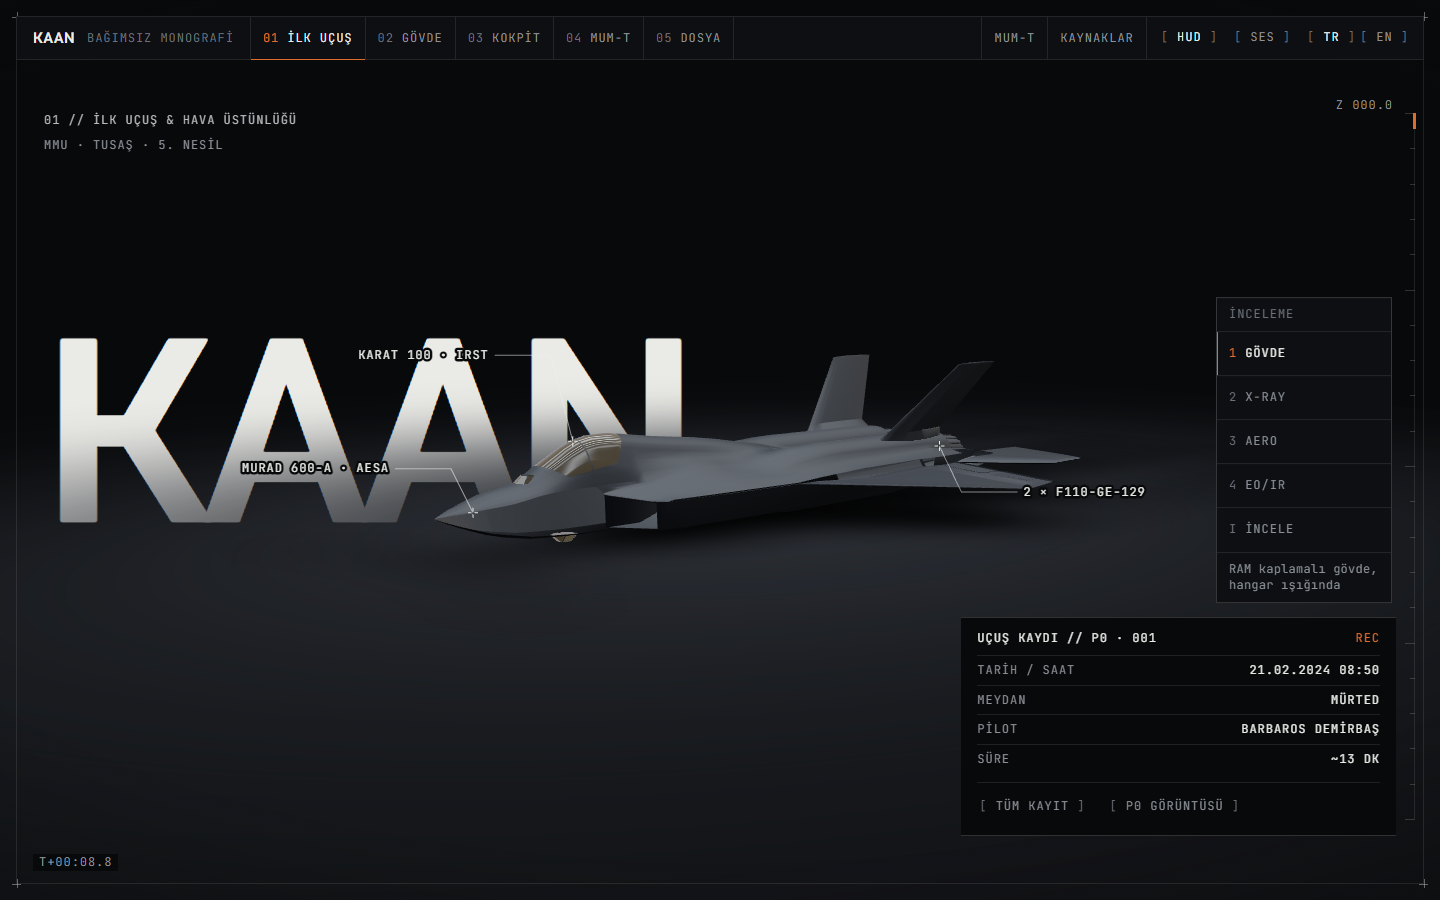 KAAN BAĞIMSIZ MONOGRAFİ 01 İLK UÇUŞ 02 GÖVDE 03 KOKPİT 04 MUM-T 05 DOSYA MUM-T KAYNAKLAR [ HUD ] [ SES ] [ TR ] [ EN ]
Z 000.0
01 // İLK UÇUŞ & HAVA ÜSTÜNLÜĞÜ
MMU · TUSAŞ · 5. NESİL
KAAN
KARAT 100 • IRST
MURAD 600-A • AESA
2 × F110-GE-129
İNCELEME
1 GÖVDE
2 X-RAY
3 AERO
4 EO/IR
I İNCELE
RAM kaplamalı gövde,
hangar ışığında
UÇUŞ KAYDI // P0 · 001 REC
TARİH / SAAT 21.02.2024 08:50
MEYDAN MÜRTED
PİLOT BARBAROS DEMİRBAŞ
SÜRE ~13 DK
[ TÜM KAYIT ] [ P0 GÖRÜNTÜSÜ ]
T+00:08.8